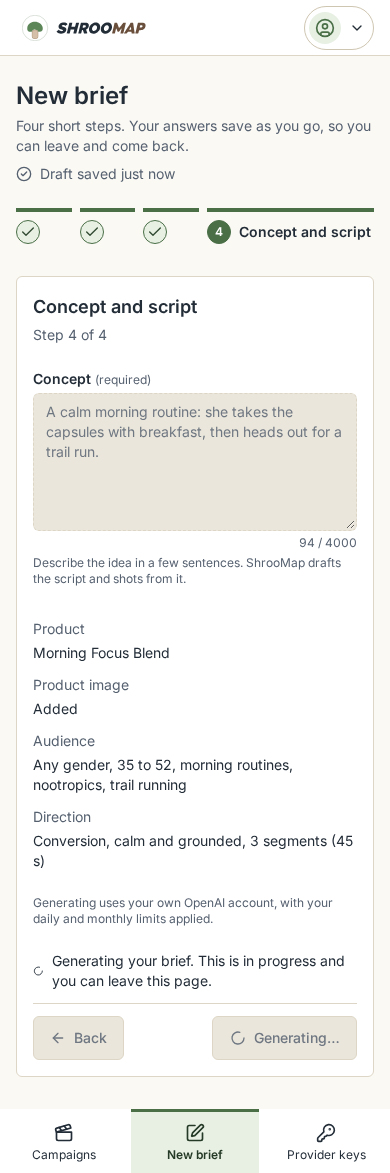 SHROOMAP
New brief
Four short steps. Your answers save as you go, so you
can leave and come back.
Draft saved just now
4 Concept and script
Concept and script
Step 4 of 4
Concept (required)
A calm morning routine: she takes the
capsules with breakfast, then heads out for a
trail run.
94 / 4000
Describe the idea in a few sentences. ShrooMap drafts
the script and shots from it.
Product
Morning Focus Blend
Product image
Added
Audience
Any gender, 35 to 52, morning routines,
nootropics, trail running
Direction
Conversion, calm and grounded, 3 segments (45
s)
Generating uses your own OpenAI account, with your
daily and monthly limits applied.
Generating your brief. This is in progress and
you can leave this page.
Back Generating...
Campaigns New brief Provider keys